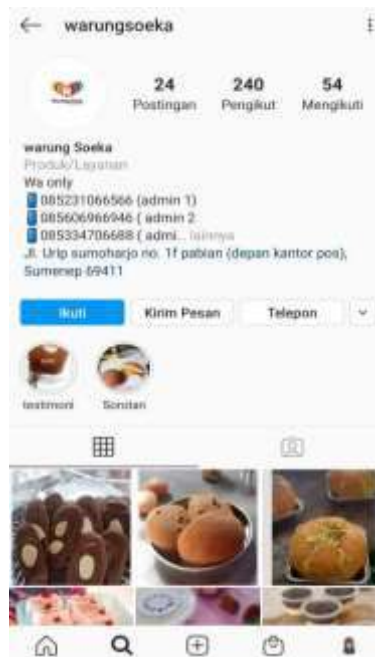 warungsoeka
24 240 54
Postingan Pengikut Mengikuti
warung Soeka
Produk/Layanan
Wa only
085231066566 (admin 1)
085606966946 ( admin 2
085334706688 ( admi... lainnya
Jl. Urip sumoharjo no. 1f pabian (depan kantor pos),
Sumenep 69411
Ikuti Kirim Pesan Telepon
testimoni